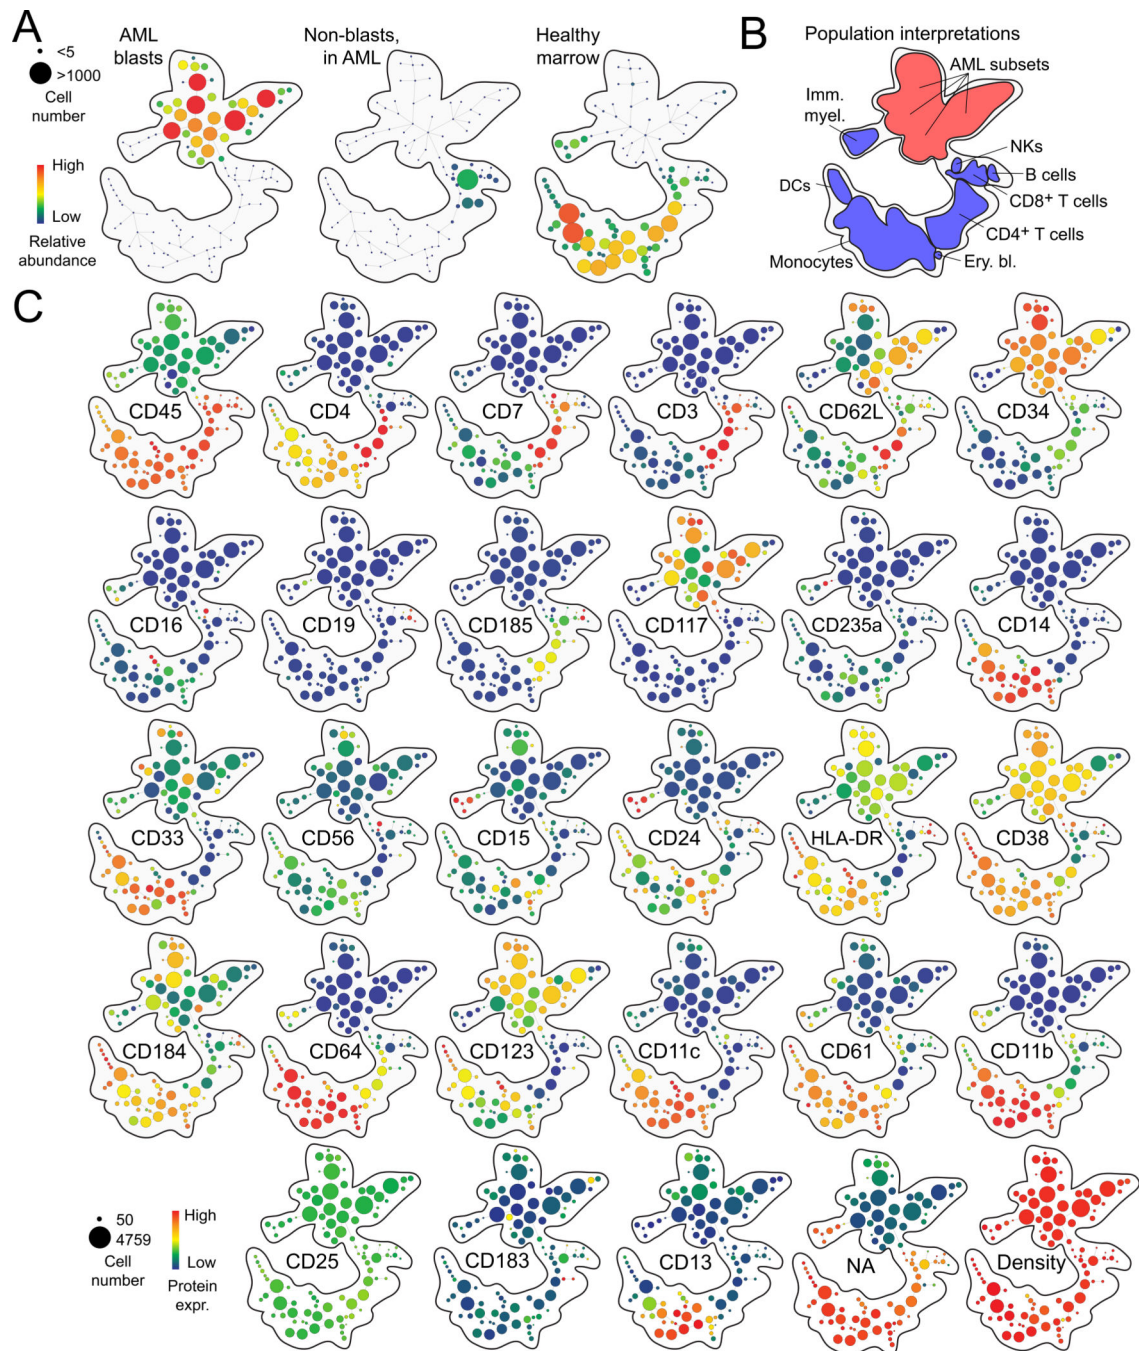 A
AML
blasts
Non-blasts,
in AML
Healthy
marrow
<5
>1000
Cell
number
High
Low
Relative
abundance
B
Population interpretations
AML subsets
Imm.
myel.
NKs
B cells
DCs
CD8+ T cells
CD4+ T cells
Monocytes
Ery. bl.
C
CD45
CD4
CD7
CD3
CD62L
CD34
CD16
CD19
CD185
CD117
CD235a
CD14
CD33
CD56
CD15
CD24
HLA-DR
CD38
CD184
CD64
CD123
CD11c
CD61
CD11b
50
4759
Cell
number
High
Low
Protein
expr.
CD25
CD183
CD13
NA
Density